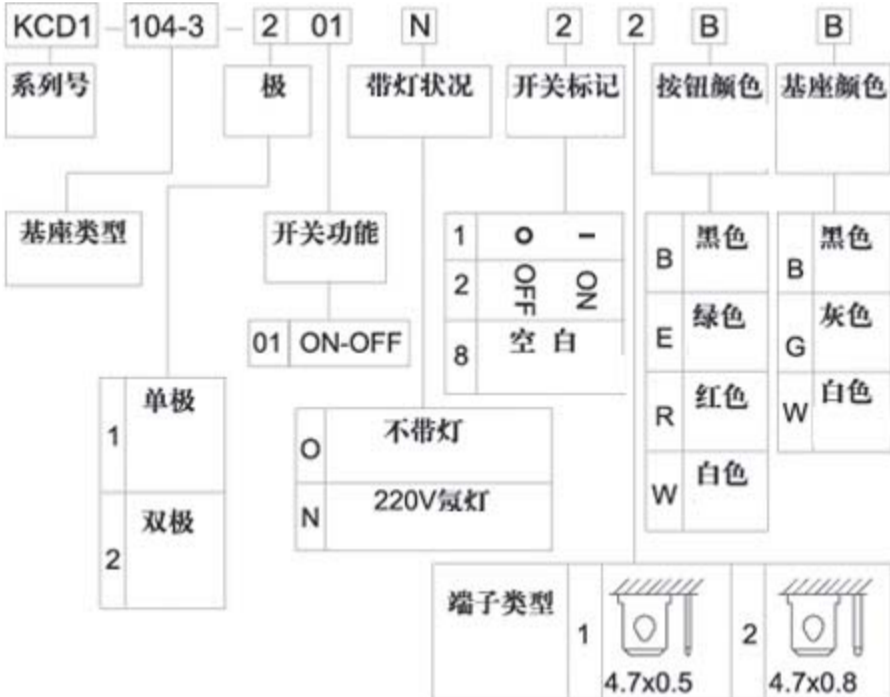 KCD1 - 104-3 - 2 01 N 2 2 B B
系列号 极 带灯状况 开关标记 按钮颜色 基座颜色
基座类型 开关功能
01 ON-OFF
1 O -
2 OFF ON
8 空白
B 黑色
E 绿色
R 红色
W 白色
B 黑色
G 灰色
W 白色
1 单极
2 双极
O 不带灯
N 220V氖灯
端子类型 1 4.7x0.5 2 4.7x0.8